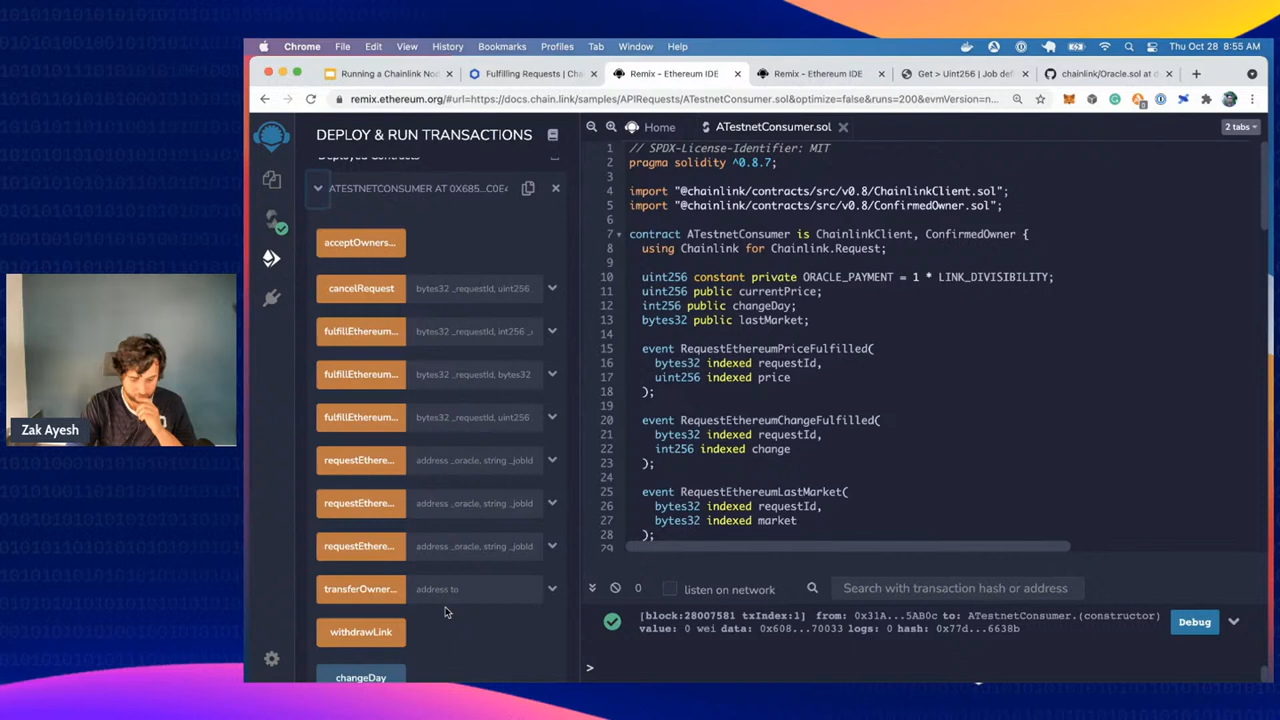 Chrome File Edit View History Bookmarks Profiles Tab Window Help Thu Oct 28 8:55 AM
Running a Chainlink Nod
Fulfilling Requests | Cha
Remix - Ethereum IDE
Remix - Ethereum IDE
Get > Uint256 | Job def
chainlink/Oracle.sol at d
remix.ethereum.org/#url=https://docs.chain.link/samples/APIRequests/ATestnetConsumer.sol&optimize=false&runs=200&evmVersion=n...
DEPLOY & RUN TRANSACTIONS
Deployed Contracts
ATESTNETCONSUMER AT 0X685...C0E4
acceptOwners...
cancelRequest bytes32 _requestId, uint256
fulfillEthereum... bytes32 _requestId, int256 _
fulfillEthereum... bytes32 _requestId, bytes32
fulfillEthereum... bytes32 _requestId, uint256
requestEthere... address _oracle, string _jobId
requestEthere... address _oracle, string _jobId
requestEthere... address _oracle, string _jobId
transferOwner... address to
withdrawLink
changeDay
Home
ATestnetConsumer.sol
2 tabs
1 // SPDX-License-Identifier: MIT
2 pragma solidity ^0.8.7;
3
4 import "@chainlink/contracts/src/v0.8/ChainlinkClient.sol";
5 import "@chainlink/contracts/src/v0.8/ConfirmedOwner.sol";
6
7 contract ATestnetConsumer is ChainlinkClient, ConfirmedOwner {
8 using Chainlink for Chainlink.Request;
9
10 uint256 constant private ORACLE_PAYMENT = 1 * LINK_DIVISIBILITY;
11 uint256 public currentPrice;
12 int256 public changeDay;
13 bytes32 public lastMarket;
14
15 event RequestEthereumPriceFulfilled(
16 bytes32 indexed requestId,
17 uint256 indexed price
18 );
19
20 event RequestEthereumChangeFulfilled(
21 bytes32 indexed requestId,
22 int256 indexed change
23 );
24
25 event RequestEthereumLastMarket(
26 bytes32 indexed requestId,
27 bytes32 indexed market
28 );
29
0
listen on network
Search with transaction hash or address
[block:28007581 txIndex:1] from: 0x31A...5AB0c to: ATestnetConsumer.(constructor)
value: 0 wei data: 0x608...70033 logs: 0 hash: 0x77d...6638b
Debug
>
Zak Ayesh